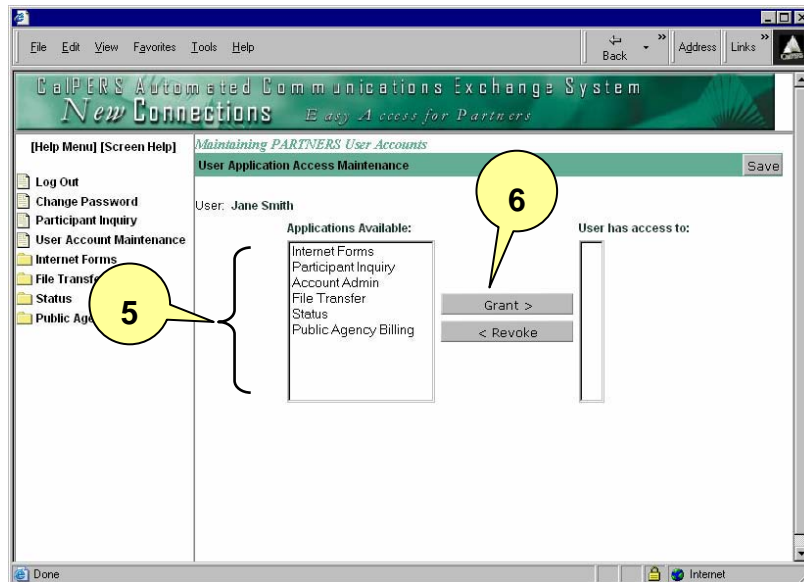 File Edit View Favorites Tools Help
Back
»
Address
Links
»
CalPERS Automated Communications Exchange System
New Connections Easy Access for Partners
[Help Menu] [Screen Help]
Log Out
Change Password
Participant Inquiry
User Account Maintenance
Internet Forms
File Transfe
Status
Public Age
Maintaining PARTNERS User Accounts
User Application Access Maintenance
Save
User: Jane Smith
Applications Available:
Internet Forms
Participant Inquiry
Account Admin
File Transfer
Status
Public Agency Billing
5
6
Grant >
< Revoke
User has access to:
Done
Internet